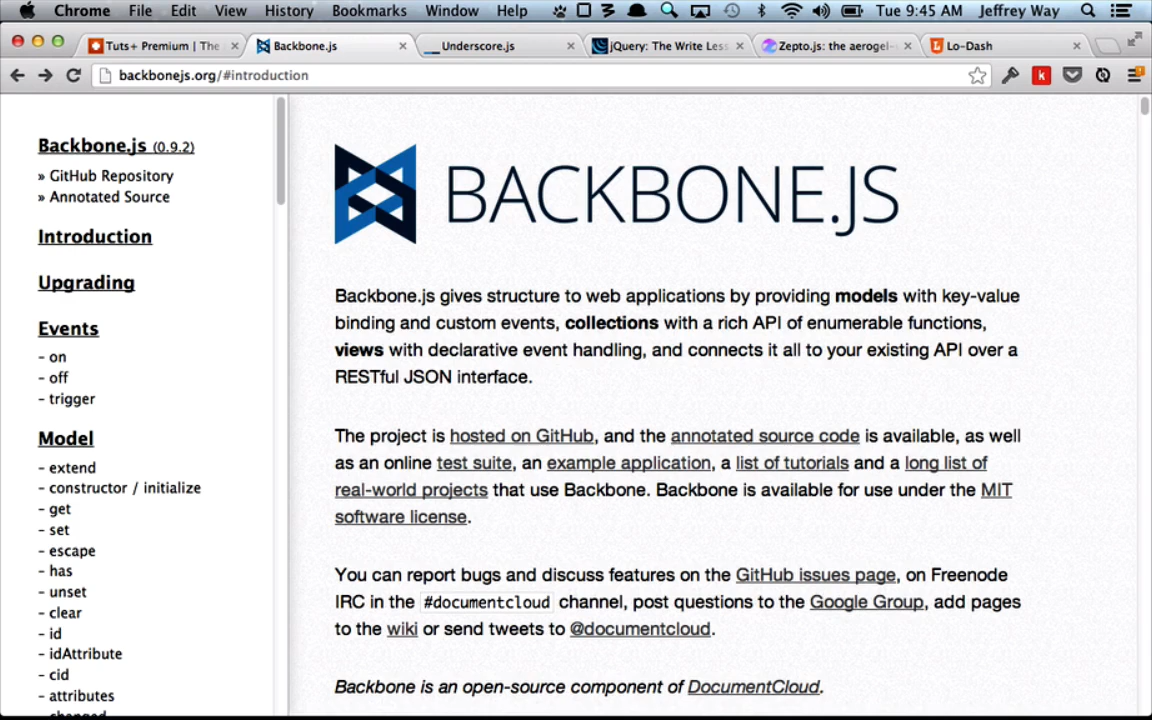 Chrome File Edit View History Bookmarks Window Help Tue 9:45 AM Jeffrey Way
Tuts+ Premium | The
Backbone.js
__Underscore.js
jQuery: The Write Less
Zepto.js: the aerogel-
Lo-Dash
backbonejs.org/#introduction
Backbone.js (0.9.2)
» GitHub Repository
» Annotated Source
Introduction
Upgrading
Events
- on
- off
- trigger
Model
- extend
- constructor / initialize
- get
- set
- escape
- has
- unset
- clear
- id
- idAttribute
- cid
- attributes
- changed
BACKBONE.JS
Backbone.js gives structure to web applications by providing models with key-value
binding and custom events, collections with a rich API of enumerable functions,
views with declarative event handling, and connects it all to your existing API over a
RESTful JSON interface.
The project is hosted on GitHub, and the annotated source code is available, as well
as an online test suite, an example application, a list of tutorials and a long list of
real-world projects that use Backbone. Backbone is available for use under the MIT
software license.
You can report bugs and discuss features on the GitHub issues page, on Freenode
IRC in the #documentcloud channel, post questions to the Google Group, add pages
to the wiki or send tweets to @documentcloud.
Backbone is an open-source component of DocumentCloud.